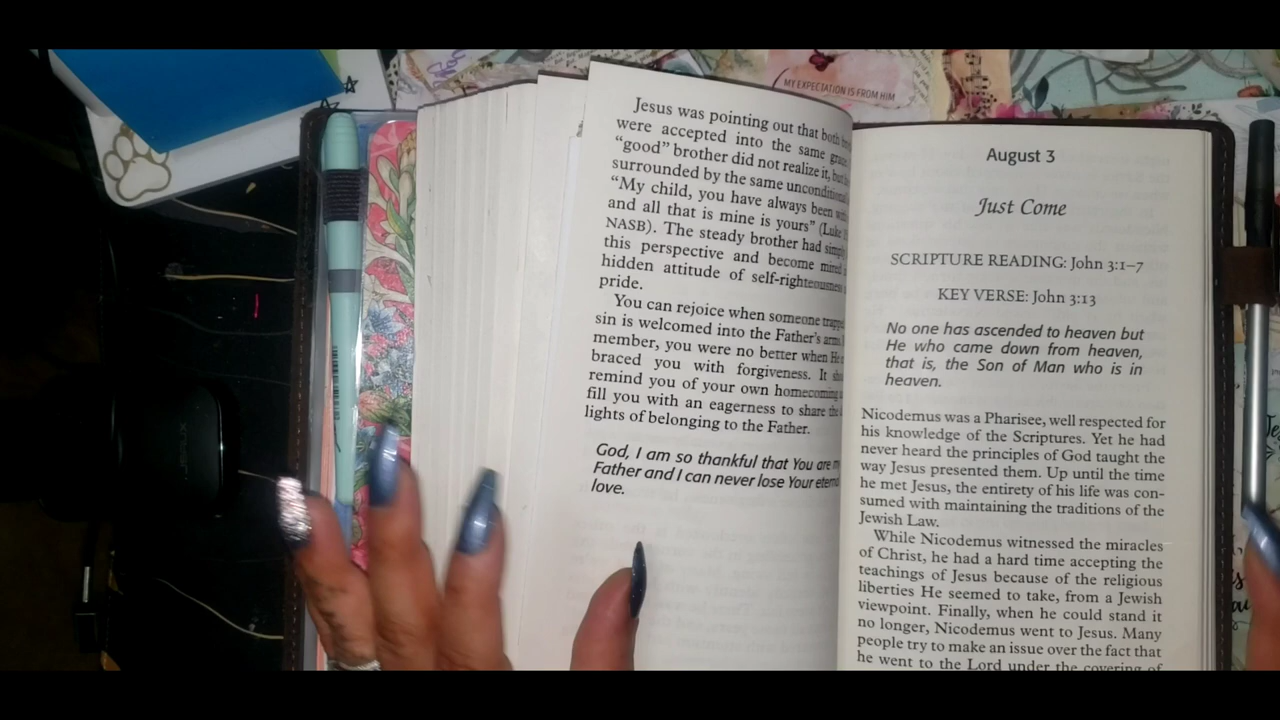 MY EXPECTATION IS FROM HIM
Jesus was pointing out that both
were accepted into the same
"good" brother did not realize it,
surrounded by the same
"My child, you have always been
and all that is mine is yours" (Luke
NASB). The steady brother had
this perspective and become mired
hidden attitude of self-righteousness
pride.
You can rejoice when someone
sin is welcomed into the Father's arms.
member, you were no better when He
braced you with forgiveness. It
remind you of your own homecoming
fill you with an eagerness to share the
lights of belonging to the Father.
God, I am so thankful that You are
Father and I can never lose Your
love.
August 3
Just Come
SCRIPTURE READING: John 3:1–7
KEY VERSE: John 3:13
No one has ascended to heaven but
He who came down from heaven,
that is, the Son of Man who is in
heaven.
Nicodemus was a Pharisee, well respected for
his knowledge of the Scriptures. Yet he had
never heard the principles of God taught the
way Jesus presented them. Up until the time
he met Jesus, the entirety of his life was con-
sumed with maintaining the traditions of the
Jewish Law.
While Nicodemus witnessed the miracles
of Christ, he had a hard time accepting the
teachings of Jesus because of the religious
liberties He seemed to take, from a Jewish
viewpoint. Finally, when he could stand it
no longer, Nicodemus went to Jesus. Many
people try to make an issue over the fact that
he went to the Lord under the covering of